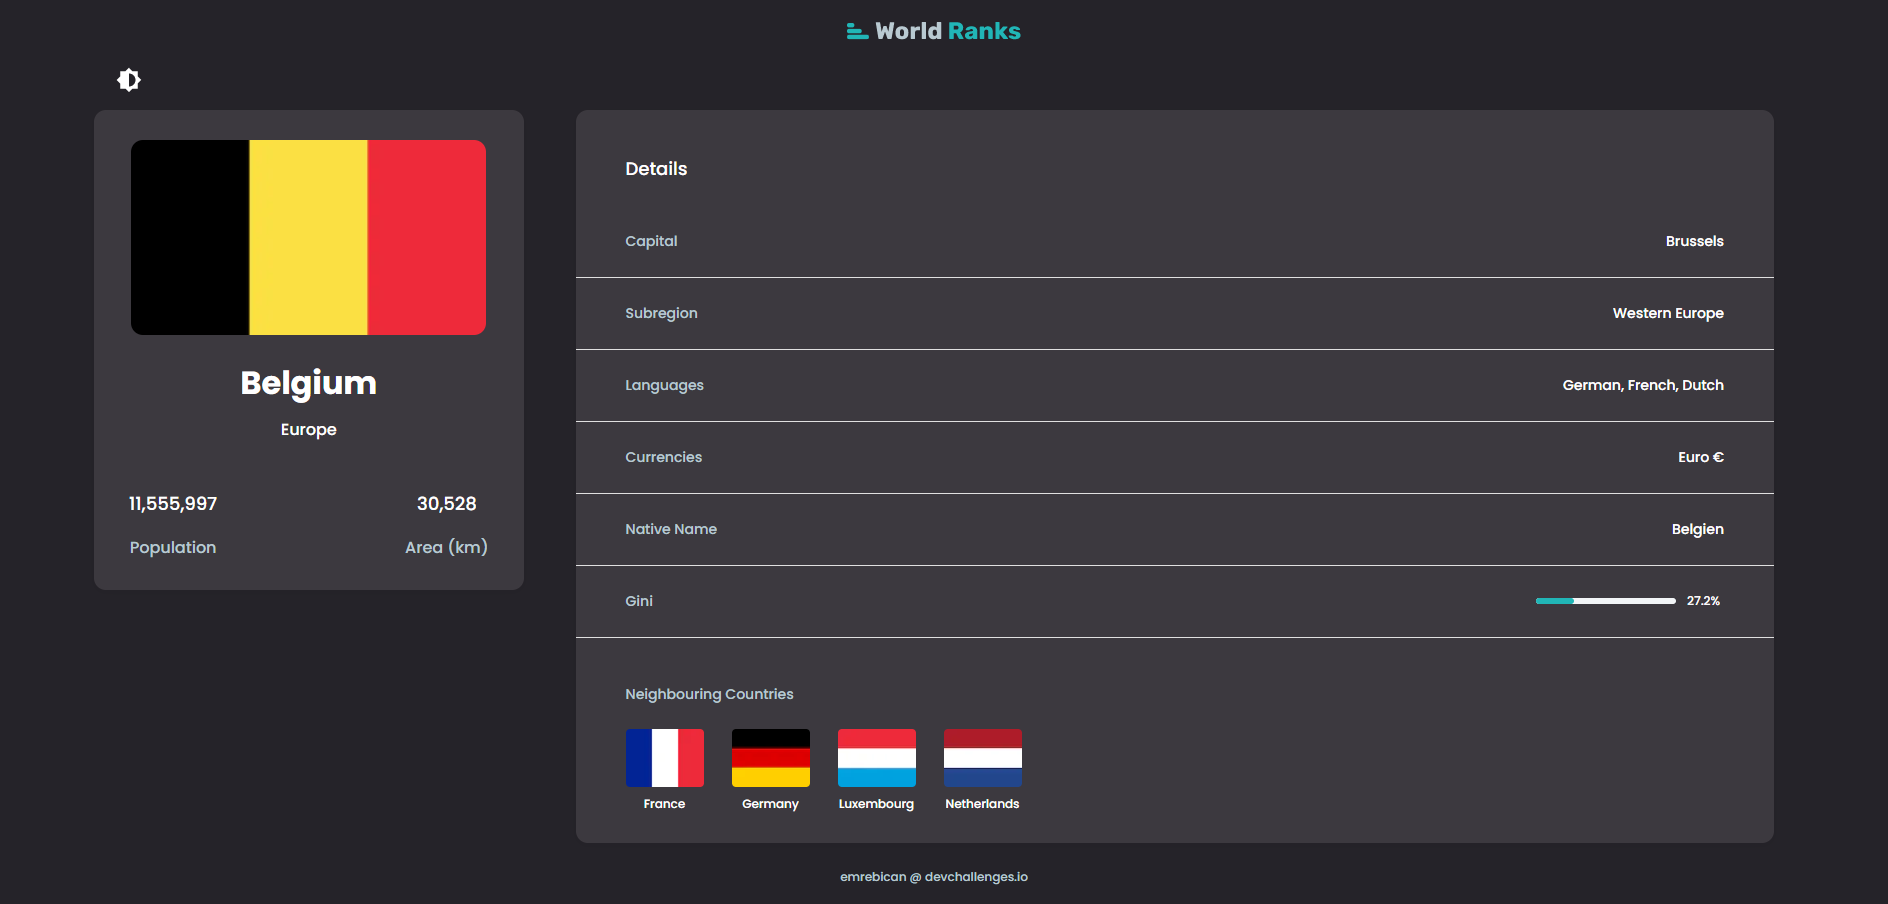 World Ranks
Belgium
Europe
11,555,997
Population
30,528
Area (km)
Details
Capital
Brussels
Subregion
Western Europe
Languages
German, French, Dutch
Currencies
Euro €
Native Name
Belgien
Gini
27.2%
Neighbouring Countries
France
Germany
Luxembourg
Netherlands
emrebican @ devchallenges.io